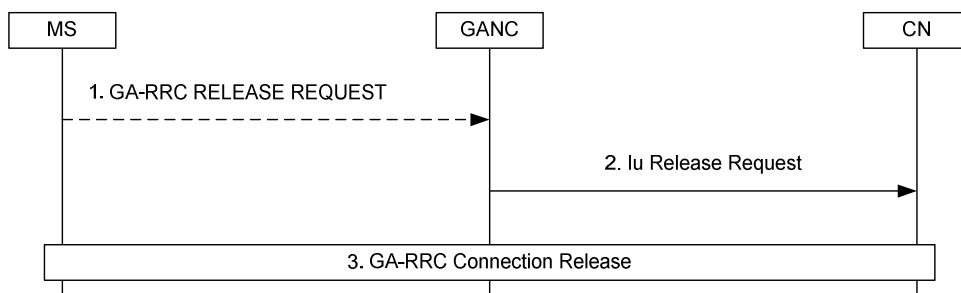 MS
GANC
CN
1. GA-RRC RELEASE REQUEST
2. Iu Release Request
3. GA-RRC Connection Release